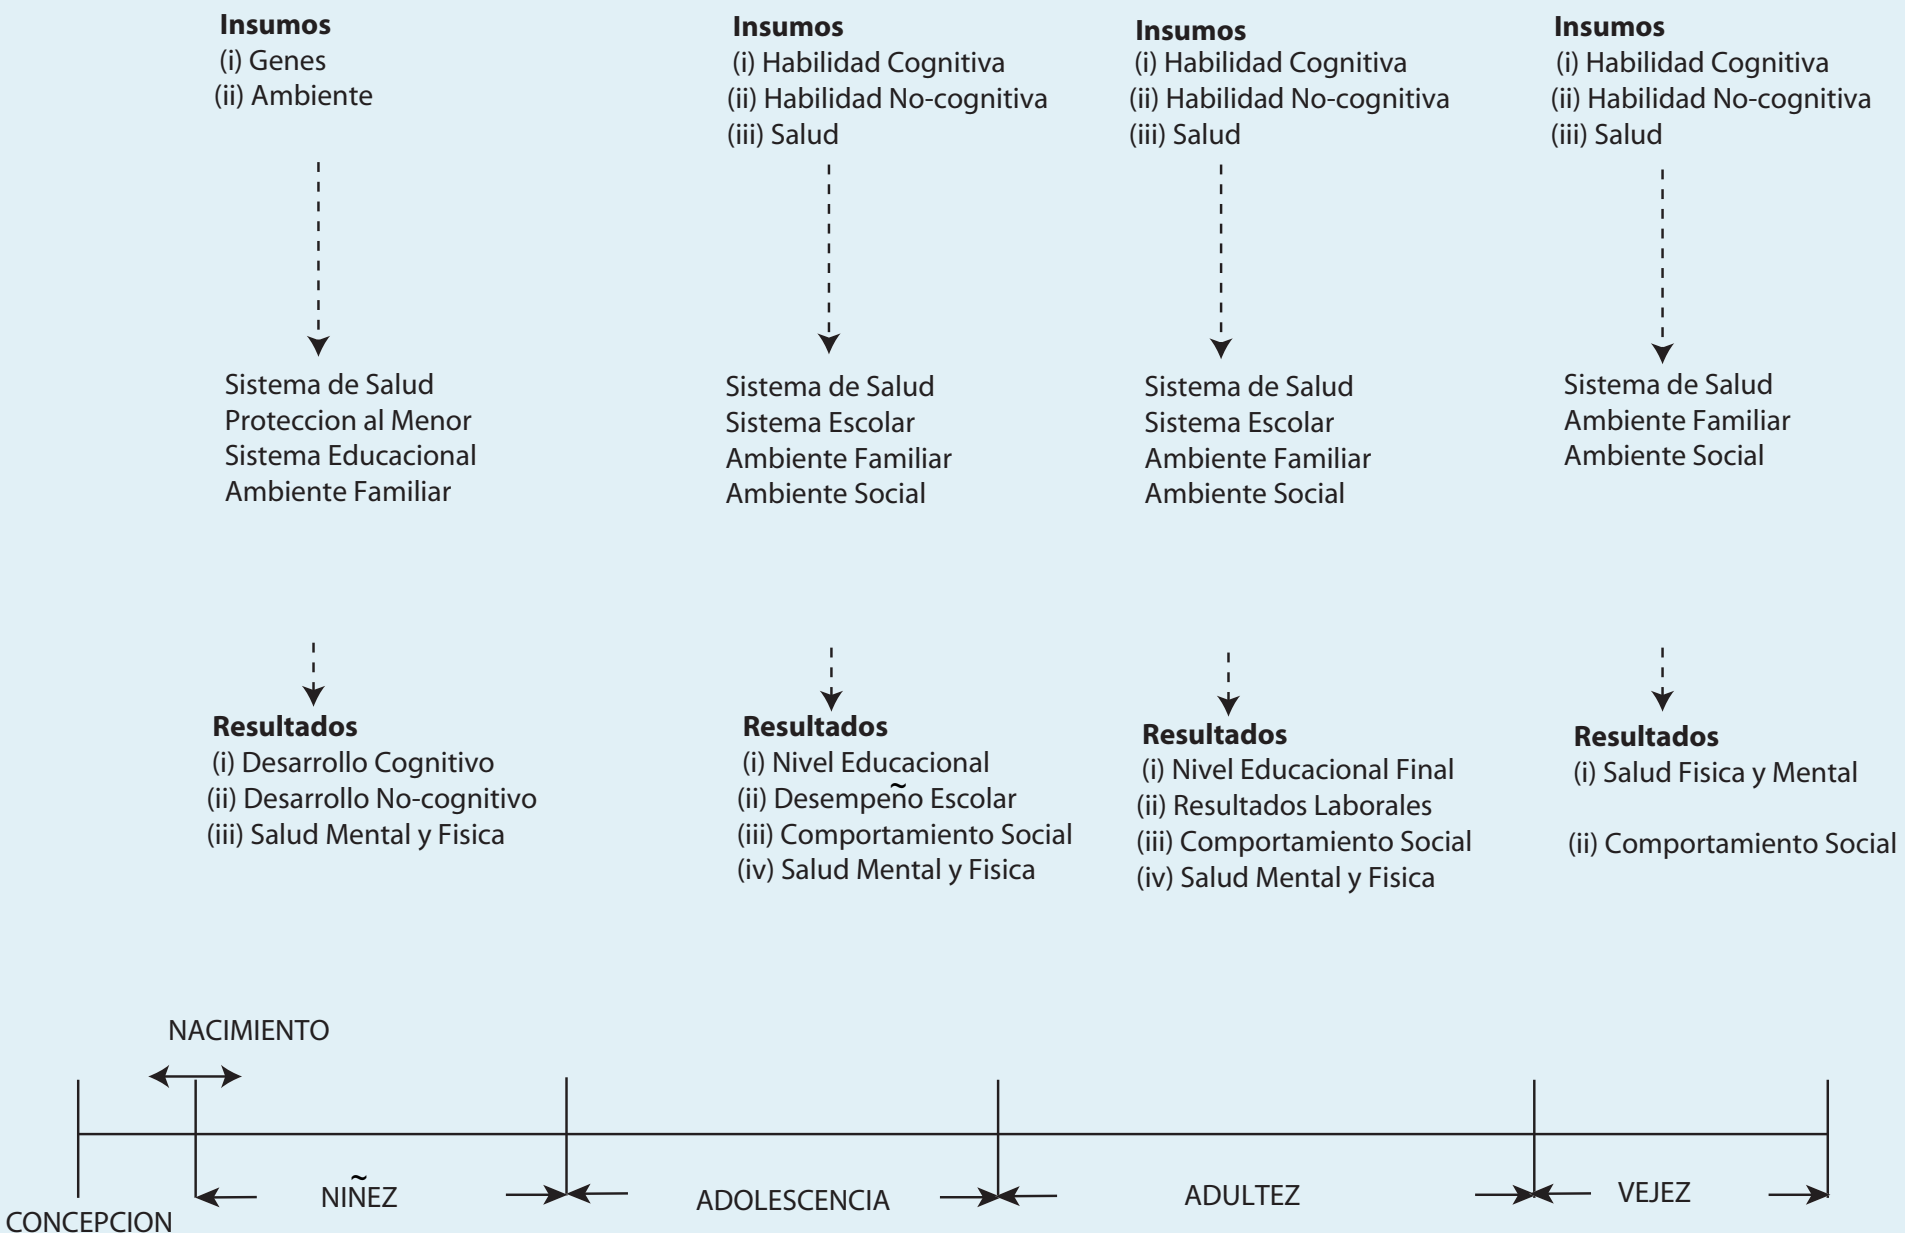 Insumos
(i) Genes
(ii) Ambiente
Sistema de Salud
Proteccion al Menor
Sistema Educacional
Ambiente Familiar
Resultados
(i) Desarrollo Cognitivo
(ii) Desarrollo No-cognitivo
(iii) Salud Mental y Fisica
Insumos
(i) Habilidad Cognitiva
(ii) Habilidad No-cognitiva
(iii) Salud
Sistema de Salud
Sistema Escolar
Ambiente Familiar
Ambiente Social
Resultados
(i) Nivel Educacional
(ii) Desempeño Escolar
(iii) Comportamiento Social
(iv) Salud Mental y Fisica
Insumos
(i) Habilidad Cognitiva
(ii) Habilidad No-cognitiva
(iii) Salud
Sistema de Salud
Sistema Escolar
Ambiente Familiar
Ambiente Social
Resultados
(i) Nivel Educacional Final
(ii) Resultados Laborales
(iii) Comportamiento Social
(iv) Salud Mental y Fisica
Insumos
(i) Habilidad Cognitiva
(ii) Habilidad No-cognitiva
(iii) Salud
Sistema de Salud
Ambiente Familiar
Ambiente Social
Resultados
(i) Salud Fisica y Mental
(ii) Comportamiento Social
NACIMIENTO
CONCEPCION
NIÑEZ
ADOLESCENCIA
ADULTEZ
VEJEZ